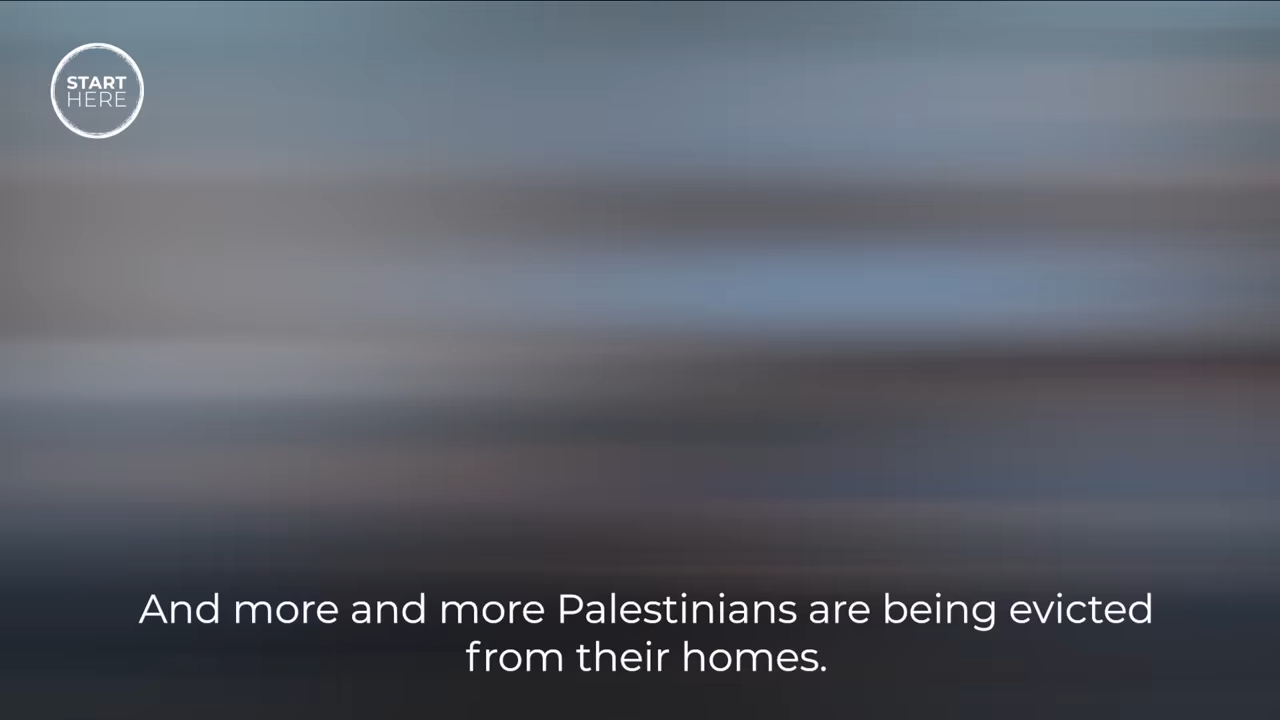 START
HERE
And more and more Palestinians are being evicted
from their homes.